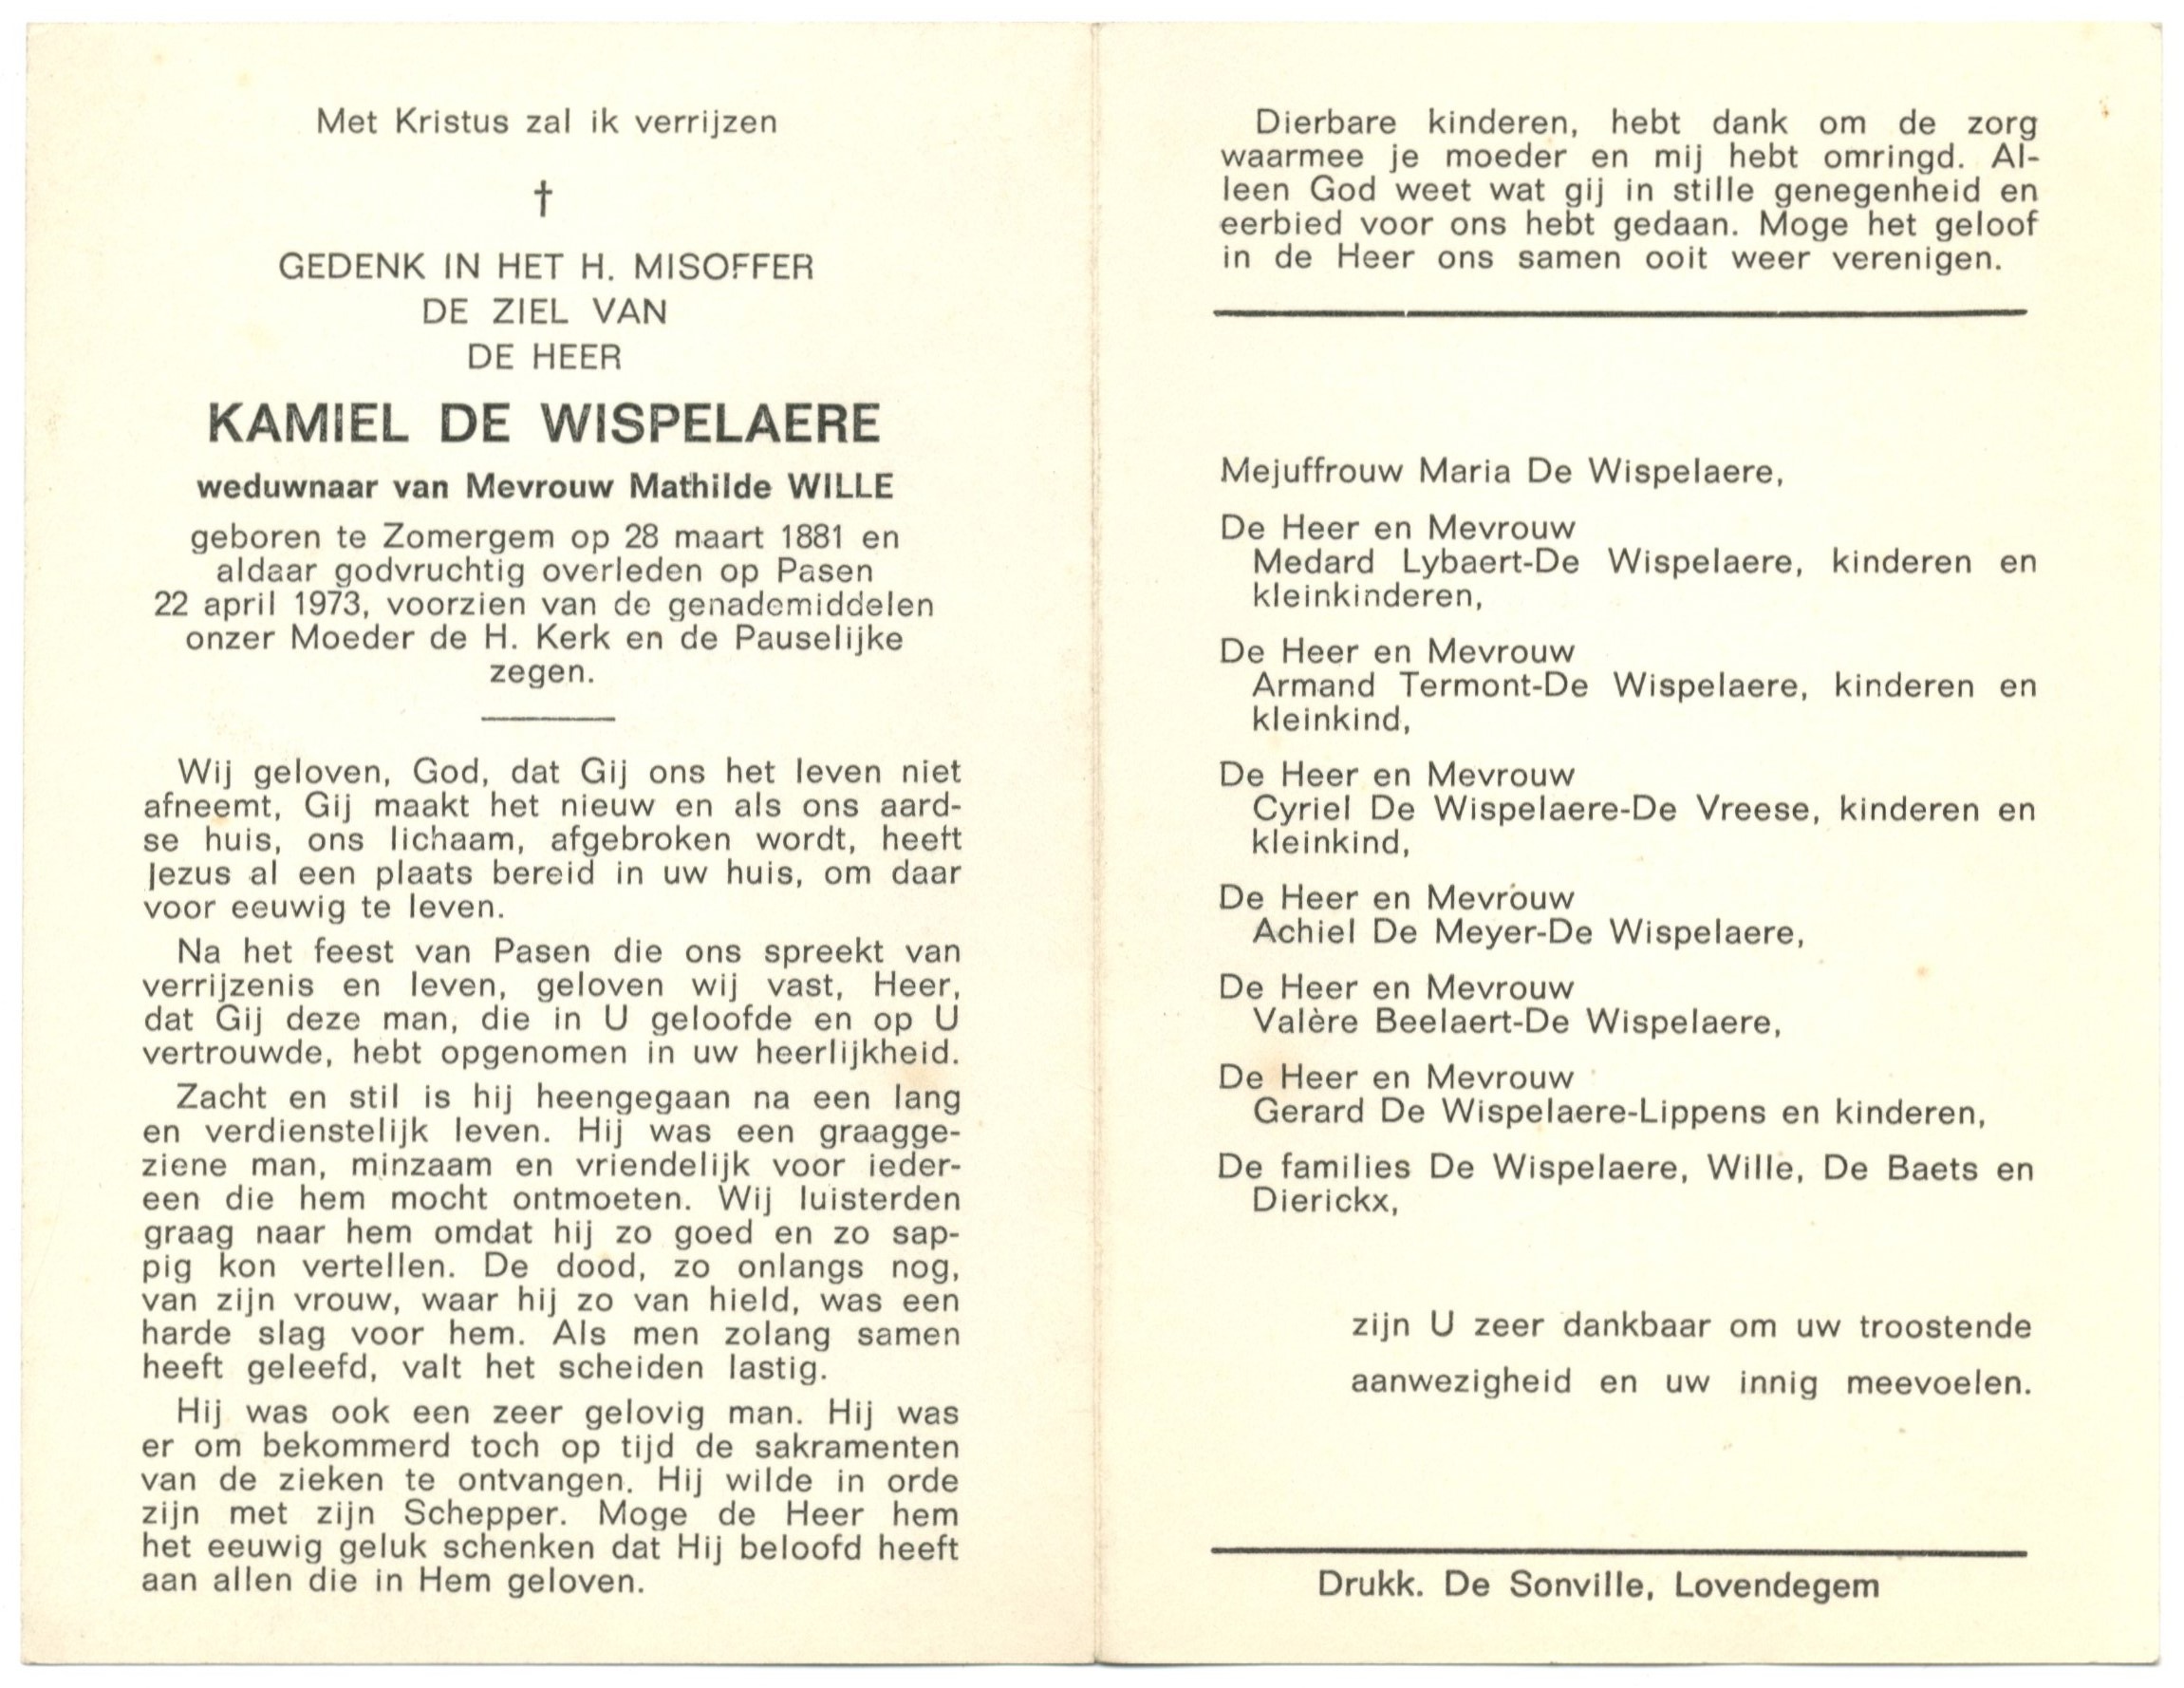 Met Kristus zal ik verrijzen
†
GEDENK IN HET H. MISOFFER
DE ZIEL VAN
DE HEER
KAMIEL DE WISPELAERE
weduwnaar van Mevrouw Mathilde WILLE
geboren te Zomergem op 28 maart 1881 en
aldaar godvruchtig overleden op Pasen
22 april 1973, voorzien van de genademiddelen
onzer Moeder de H. Kerk en de Pauselijke
zegen.
Wij geloven, God, dat Gij ons het leven niet
afneemt, Gij maakt het nieuw en als ons aard-
se huis, ons lichaam, afgebroken wordt, heeft
Jezus al een plaats bereid in uw huis, om daar
voor eeuwig te leven.
Na het feest van Pasen die ons spreekt van
verrijzenis en leven, geloven wij vast, Heer,
dat Gij deze man, die in U geloofde en op U
vertrouwde, hebt opgenomen in uw heerlijkheid.
Zacht en stil is hij heengegaan na een lang
en verdienstelijk leven. Hij was een graagge-
ziene man, minzaam en vriendelijk voor ieder-
een die hem mocht ontmoeten. Wij luisterden
graag naar hem omdat hij zo goed en zo sap-
pig kon vertellen. De dood, zo onlangs nog,
van zijn vrouw, waar hij zo van hield, was een
harde slag voor hem. Als men zolang samen
heeft geleefd, valt het scheiden lastig.
Hij was ook een zeer gelovig man. Hij was
er om bekommerd toch op tijd de sakramenten
van de zieken te ontvangen. Hij wilde in orde
zijn met zijn Schepper. Moge de Heer hem
het eeuwig geluk schenken dat Hij beloofd heeft
aan allen die in Hem geloven.
Dierbare kinderen, hebt dank om de zorg
waarmee je moeder en mij hebt omringd. Al-
leen God weet wat gij in stille genegenheid en
eerbied voor ons hebt gedaan. Moge het geloof
in de Heer ons samen ooit weer verenigen.
Mejuffrouw Maria De Wispelaere,
De Heer en Mevrouw
Medard Lybaert-De Wispelaere, kinderen en
kleinkinderen,
De Heer en Mevrouw
Armand Termont-De Wispelaere, kinderen en
kleinkind,
De Heer en Mevrouw
Cyriel De Wispelaere-De Vreese, kinderen en
kleinkind,
De Heer en Mevrouw
Achiel De Meyer-De Wispelaere,
De Heer en Mevrouw
Valère Beelaert-De Wispelaere,
De Heer en Mevrouw
Gerard De Wispelaere-Lippens en kinderen,
De families De Wispelaere, Wille, De Baets en
Dierickx,
zijn U zeer dankbaar om uw troostende
aanwezigheid en uw innig meevoelen.
Drukk. De Sonville, Lovendegem